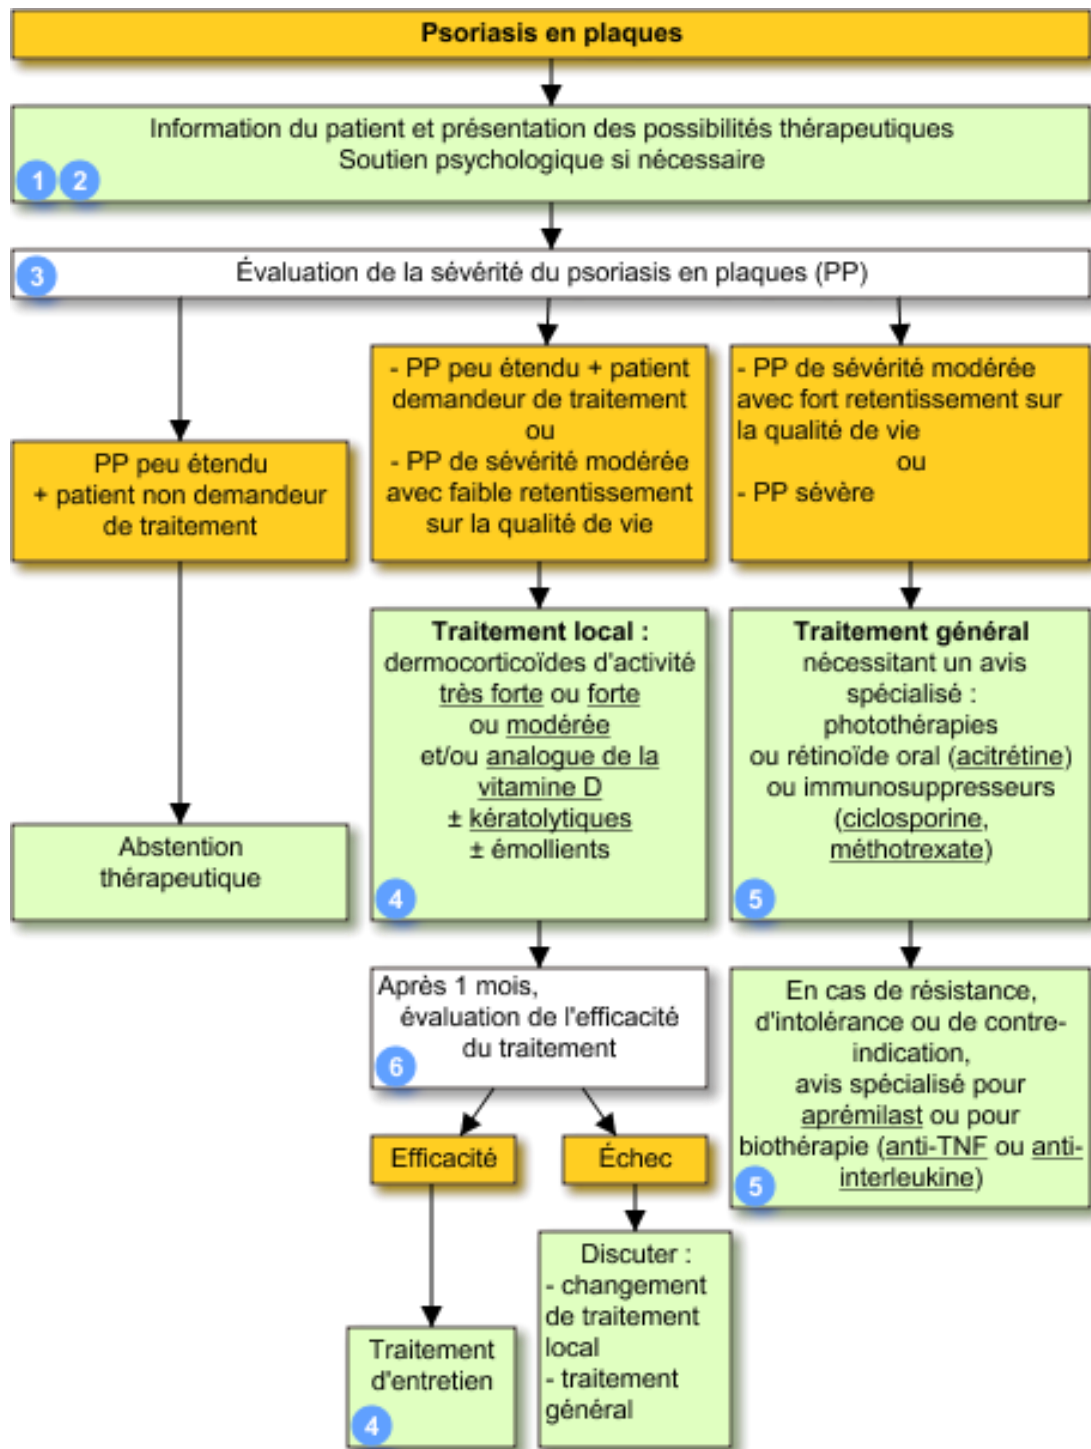 Psoriasis en plaques
Information du patient et présentation des possibilités thérapeutiques
Soutien psychologique si nécessaire
1 2
3
Évaluation de la sévérité du psoriasis en plaques (PP)
PP peu étendu
+ patient non demandeur
de traitement
- PP peu étendu + patient
demandeur de traitement
ou
- PP de sévérité modérée
avec faible retentissement
sur la qualité de vie
- PP de sévérité modérée
avec fort retentissement sur
la qualité de vie
ou
- PP sévère
Abstention
thérapeutique
Traitement local :
dermocorticoïdes d'activité
très forte ou forte
ou modérée
et/ou analogue de la
vitamine D
± kératolytiques
± émollients
4
Traitement général
nécessitant un avis
spécialisé :
photothérapies
ou rétinoïde oral (acitrétine)
ou immunosuppresseurs
(ciclosporine,
méthotrexate)
5
Après 1 mois,
évaluation de l'efficacité
du traitement
6
En cas de résistance,
d'intolérance ou de contre-
indication,
avis spécialisé pour
aprémilast ou pour
biothérapie (anti-TNF ou anti-
interleukine)
5
Efficacité
Échec
Traitement
d'entretien
4
Discuter :
- changement
de traitement
local
- traitement
général